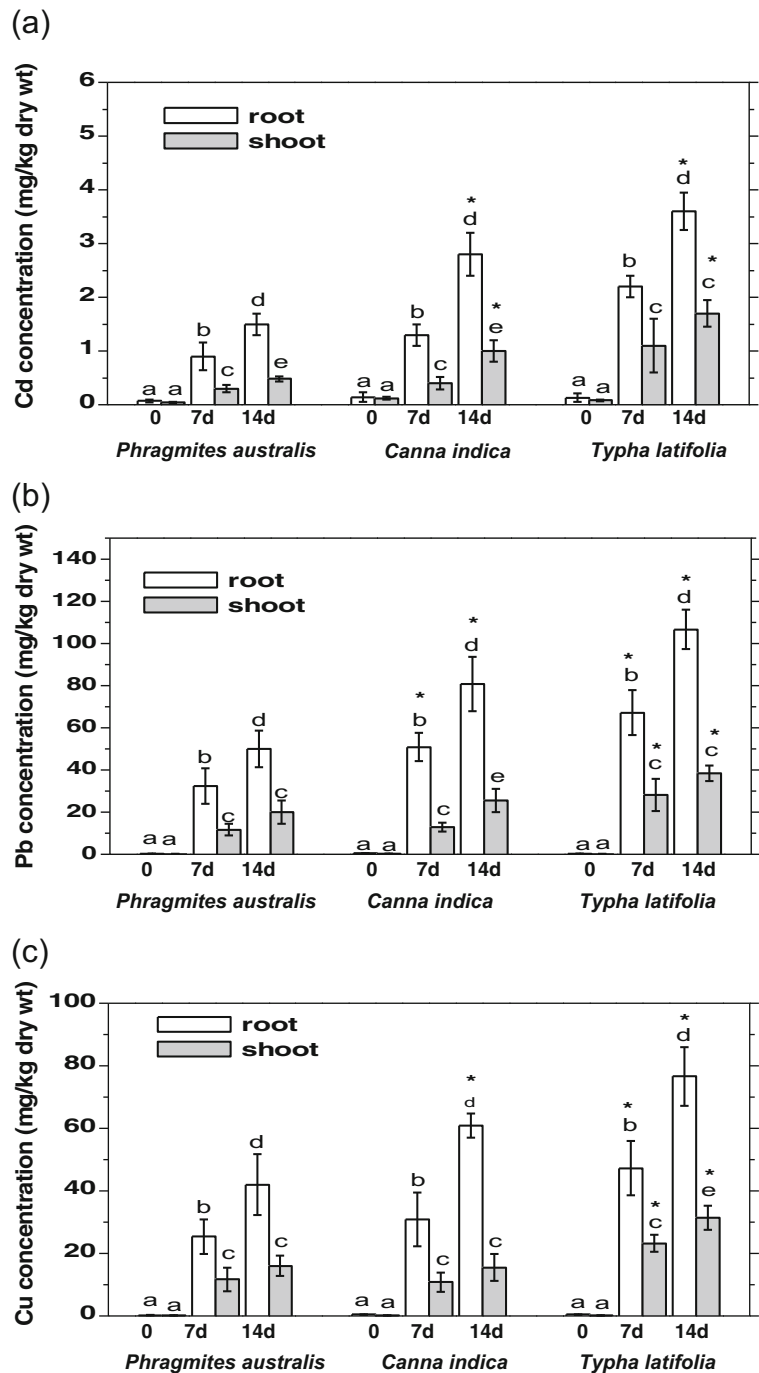 (a)
Cd concentration (mg/kg dry wt)
6
5
4
3
2
1
0
root
shoot
*
*
d
d
*
*
b
c
d
b
b
c
e
c
c
e
a a
a a
a a
0 7d 14d 0 7d 14d 0 7d 14d
Phragmites australis Canna indica Typha latifolia
(b)
Pb concentration (mg/kg dry wt)
140
120
100
80
60
40
20
0
root
shoot
*
d
*
*
d
b
*
*
b
*
c
c
d
b
e
c
c
c
a a
a a
a a
0 7d 14d 0 7d 14d 0 7d 14d
Phragmites australis Canna indica Typha latifolia
(c)
Cu concentration (mg/kg dry wt)
100
80
60
40
20
0
root
shoot
*
d
*
d
*
b
*
e
*
c
d
b
b
c
c
c
c
a a
a a
a a
0 7d 14d 0 7d 14d 0 7d 14d
Phragmites australis Canna indica Typha latifolia